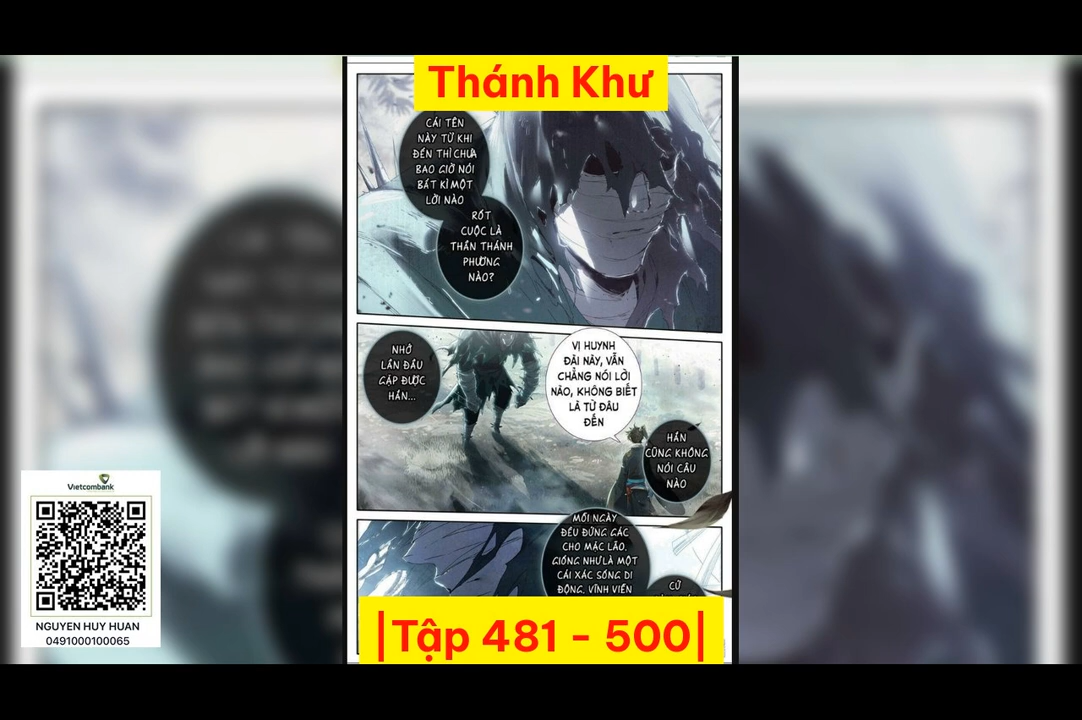 Thánh Khư
CÁI TÊN
NÀY TỪ KHI
ĐẾN THÌ CHƯA
BAO GIỜ NÓI
BẤT KÌ MỘT
LỜI NÀO
RỐT
CUỘC LÀ
THẦN THÁNH
PHƯƠNG
NÀO?
NHỚ
LẦN ĐẦU
GẶP ĐƯỢC
HẮN...
VỊ HUYNH
ĐÀI NÀY, VẪN
CHẲNG NÓI LỜI
NÀO, KHÔNG BIẾT
LÀ TỪ ĐÂU
ĐẾN
HẮN
CŨNG KHÔNG
NÓI CÂU
NÀO
MỖI NGÀY
ĐỀU ĐỨNG GÁC
CHO MẠC LÃO.
GIỐNG NHƯ LÀ MỘT
CÁI XÁC SỐNG DI
ĐỘNG. VĨNH VIỄN
CỨ
|Tập 481 - 500|
Vietcombank
NGUYEN HUY HUAN
0491000100065